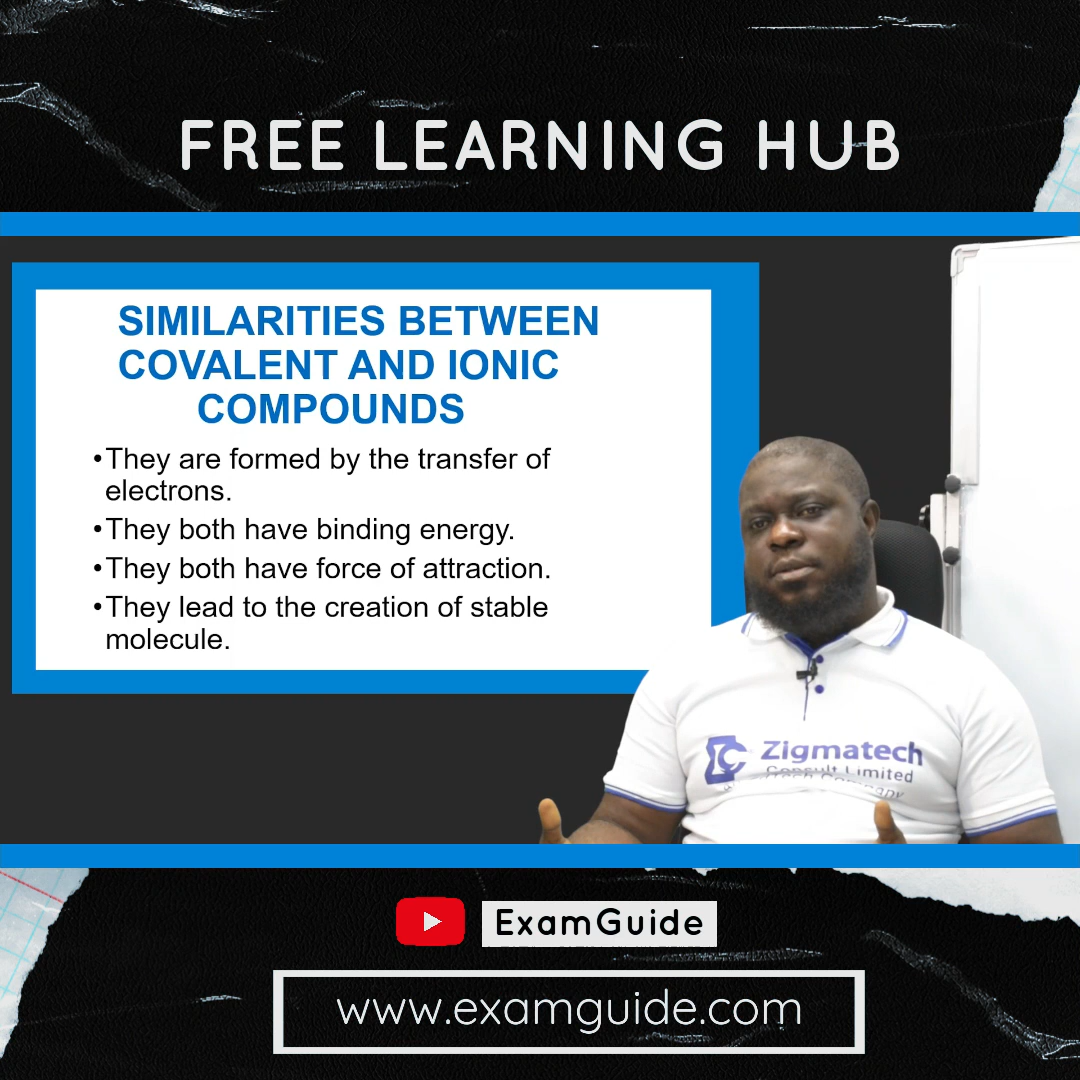 FREE LEARNING HUB
SIMILARITIES BETWEEN
COVALENT AND IONIC
COMPOUNDS
•They are formed by the transfer of
electrons.
•They both have binding energy.
•They both have force of attraction.
•They lead to the creation of stable
molecule.
Zigmatech
Consult Limited
ExamGuide
www.examguide.com